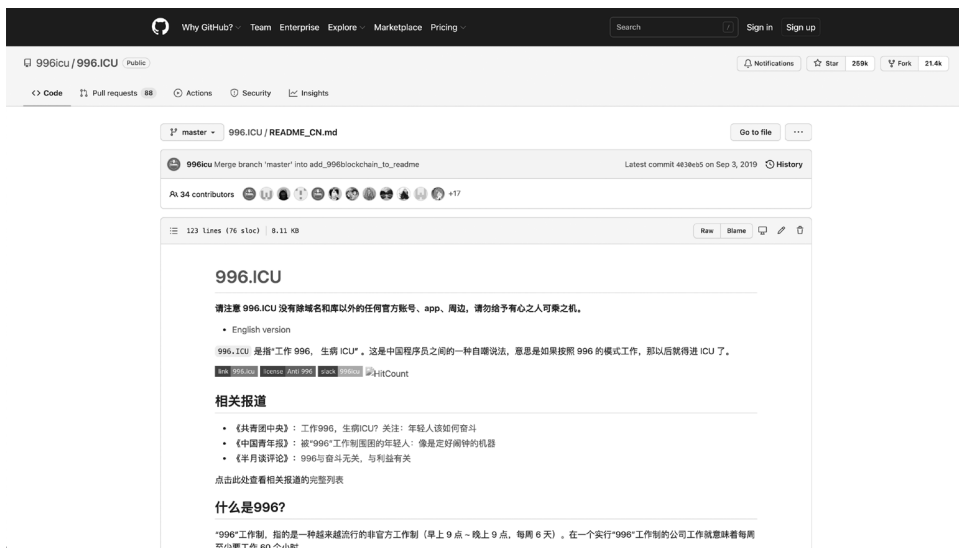 Why GitHub? Team Enterprise Explore Marketplace Pricing Search / Sign in Sign up
996icu / 996.ICU Public Notifications Star 259k Fork 21.4k
<> Code Pull requests 88 Actions Security Insights
master 996.ICU / README_CN.md Go to file ...
996icu Merge branch 'master' into add_996blockchain_to_readme Latest commit 4030eb5 on Sep 3, 2019 History
34 contributors +17
123 lines (76 sloc) 8.11 KB Raw Blame
996.ICU
请注意 996.ICU 没有除域名和库以外的任何官方账号、app、周边，请勿给予有心之人可乘之机。
• English version
996.ICU 是指“工作 996， 生病 ICU” 。这是中国程序员之间的一种自嘲说法，意思是如果按照 996 的模式工作，那以后就得进 ICU 了。
link 996.icu license Anti 996 slack 996icu HitCount
相关报道
• 《共青团中央》：工作996，生病ICU？关注：年轻人该如何奋斗
• 《中国青年报》：被“996”工作制围困的年轻人：像是定好闹钟的机器
• 《半月谈评论》：996与奋斗无关，与利益有关
点击此处查看相关报道的完整列表
什么是996?
“996”工作制，指的是一种越来越流行的非官方工作制（早上 9 点 ~ 晚上 9 点，每周 6 天）。在一个实行“996”工作制的公司工作就意味着每周
至少要工作 60 个小时